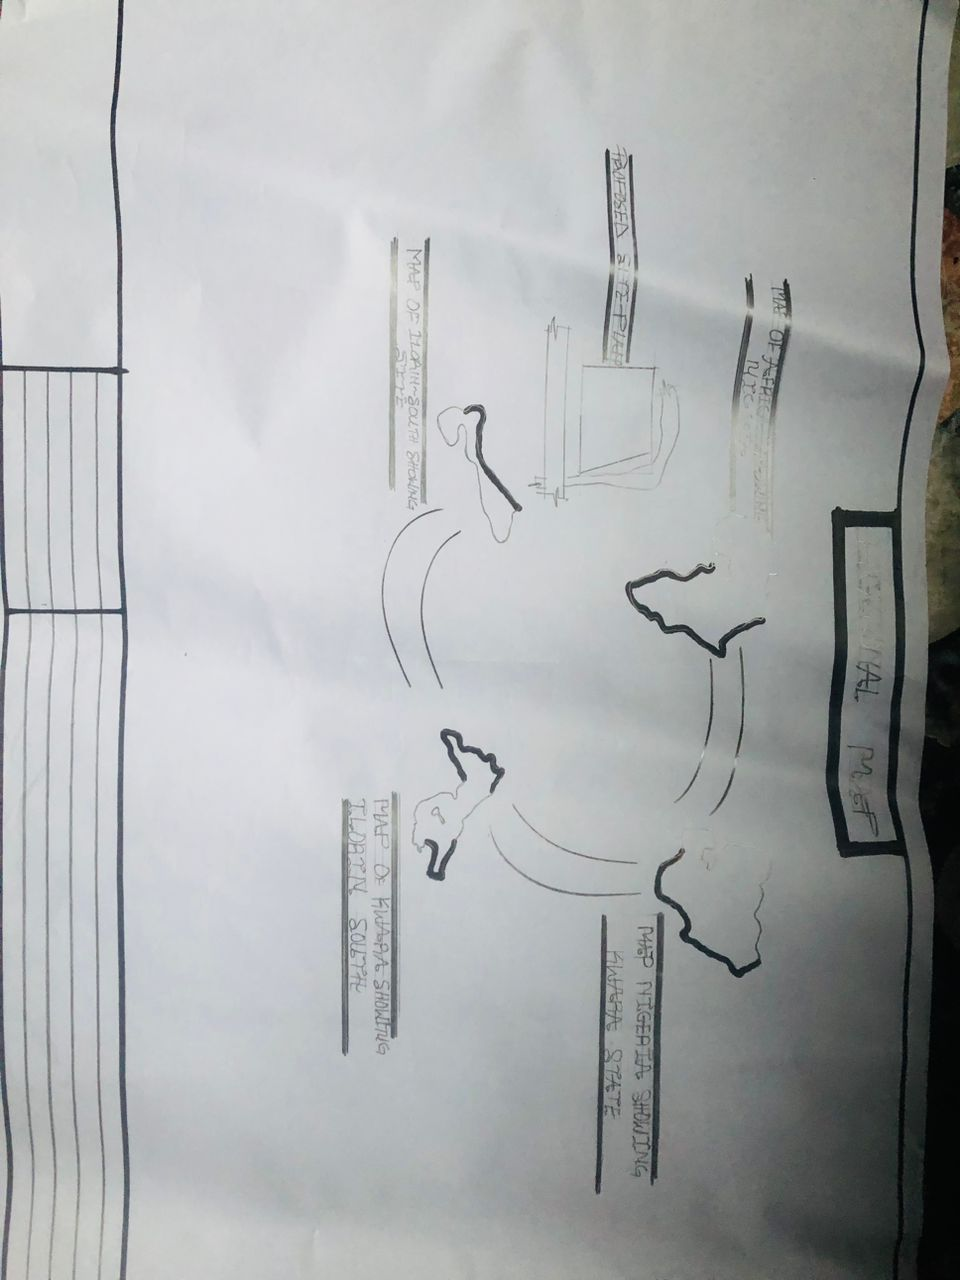 MAP
MAP OF
PROPOSED SITE-PLAN
MAP NIGERIA SHOWING
KWARA STATE
MAP OF ILORIN-SOUTH SHOWING
SITE
MAP OF KWARA SHOWING
ILORIN SOUTH